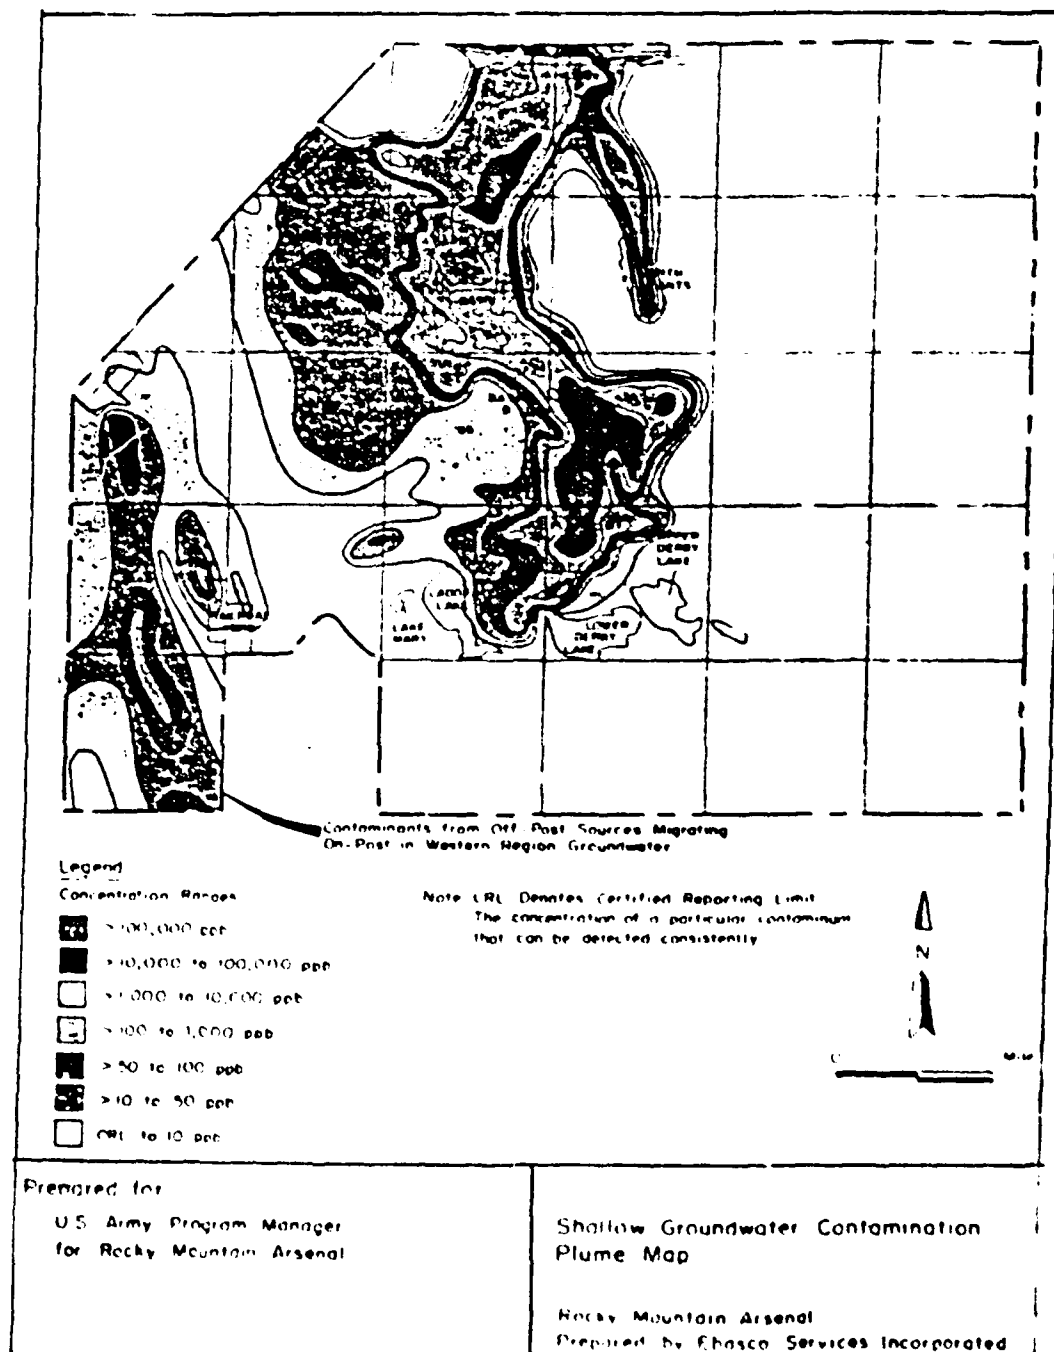 LAKE
MARY
LOWER
DERBY
LAKE
DERBY
LAKE
Contaminants from Off-Post Sources Migrating
On-Post in Western Region Groundwater
Legend
Concentration Ranges
>100,000 ppb
>10,000 to 100,000 ppb
>1,000 to 10,000 ppb
>100 to 1,000 ppb
>50 to 100 ppb
>10 to 50 ppb
CRL to 10 ppb
Note CRL Denotes Certified Reporting Limit
The concentration of a particular contaminant
that can be detected consistently
N
0
Prepared for
U.S. Army Program Manager
for Rocky Mountain Arsenal
Shallow Groundwater Contamination
Plume Map
Rocky Mountain Arsenal
Prepared by Ebasco Services Incorporated